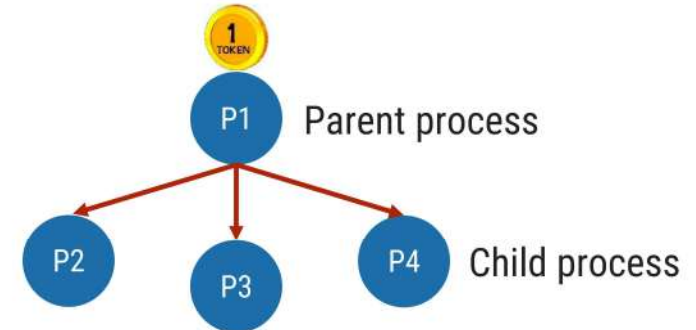 1
TOKEN
P1
Parent process
P2
P3
P4
Child process